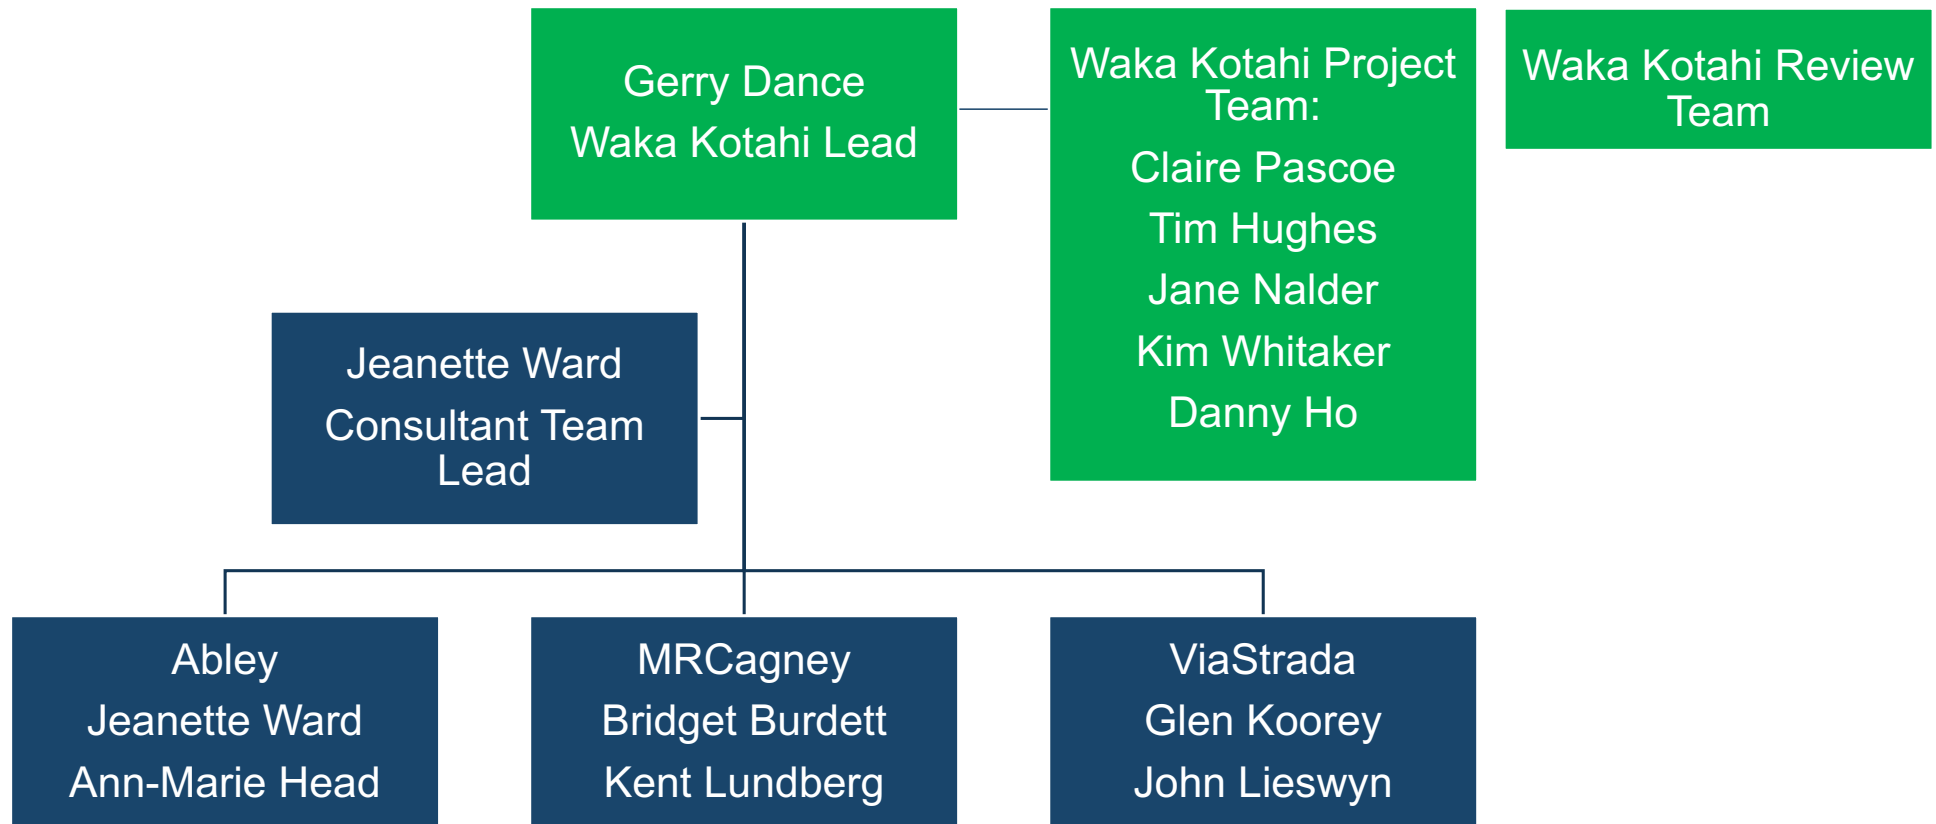 Gerry Dance
Waka Kotahi Lead
Waka Kotahi Project
Team:
Claire Pascoe
Tim Hughes
Jane Nalder
Kim Whitaker
Danny Ho
Waka Kotahi Review
Team
Jeanette Ward
Consultant Team
Lead
Abley
Jeanette Ward
Ann-Marie Head
MRCagney
Bridget Burdett
Kent Lundberg
ViaStrada
Glen Koorey
John Lieswyn